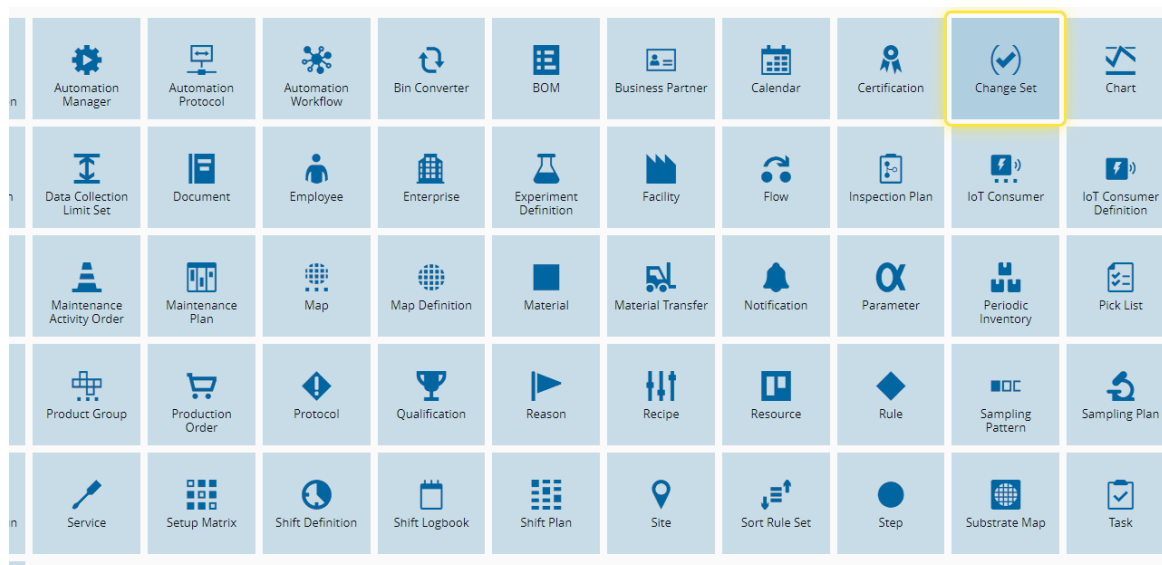 Automation
Manager
Automation
Protocol
Automation
Workflow
Bin Converter
BOM
Business Partner
Calendar
Certification
Change Set
Chart
Data Collection
Limit Set
Document
Employee
Enterprise
Experiment
Definition
Facility
Flow
Inspection Plan
IoT Consumer
IoT Consumer
Definition
Maintenance
Activity Order
Maintenance
Plan
Map
Map Definition
Material
Material Transfer
Notification
Parameter
Periodic
Inventory
Pick List
Product Group
Production
Order
Protocol
Qualification
Reason
Recipe
Resource
Rule
Sampling
Pattern
Sampling Plan
Service
Setup Matrix
Shift Definition
Shift Logbook
Shift Plan
Site
Sort Rule Set
Step
Substrate Map
Task